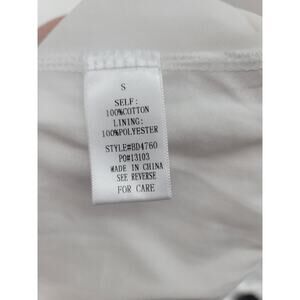 S
SELF:
100%COTTON
LINING:
100%POLYESTER
STYLE#BD4760
PO#13103
MADE IN CHINA
SEE REVERSE
FOR CARE